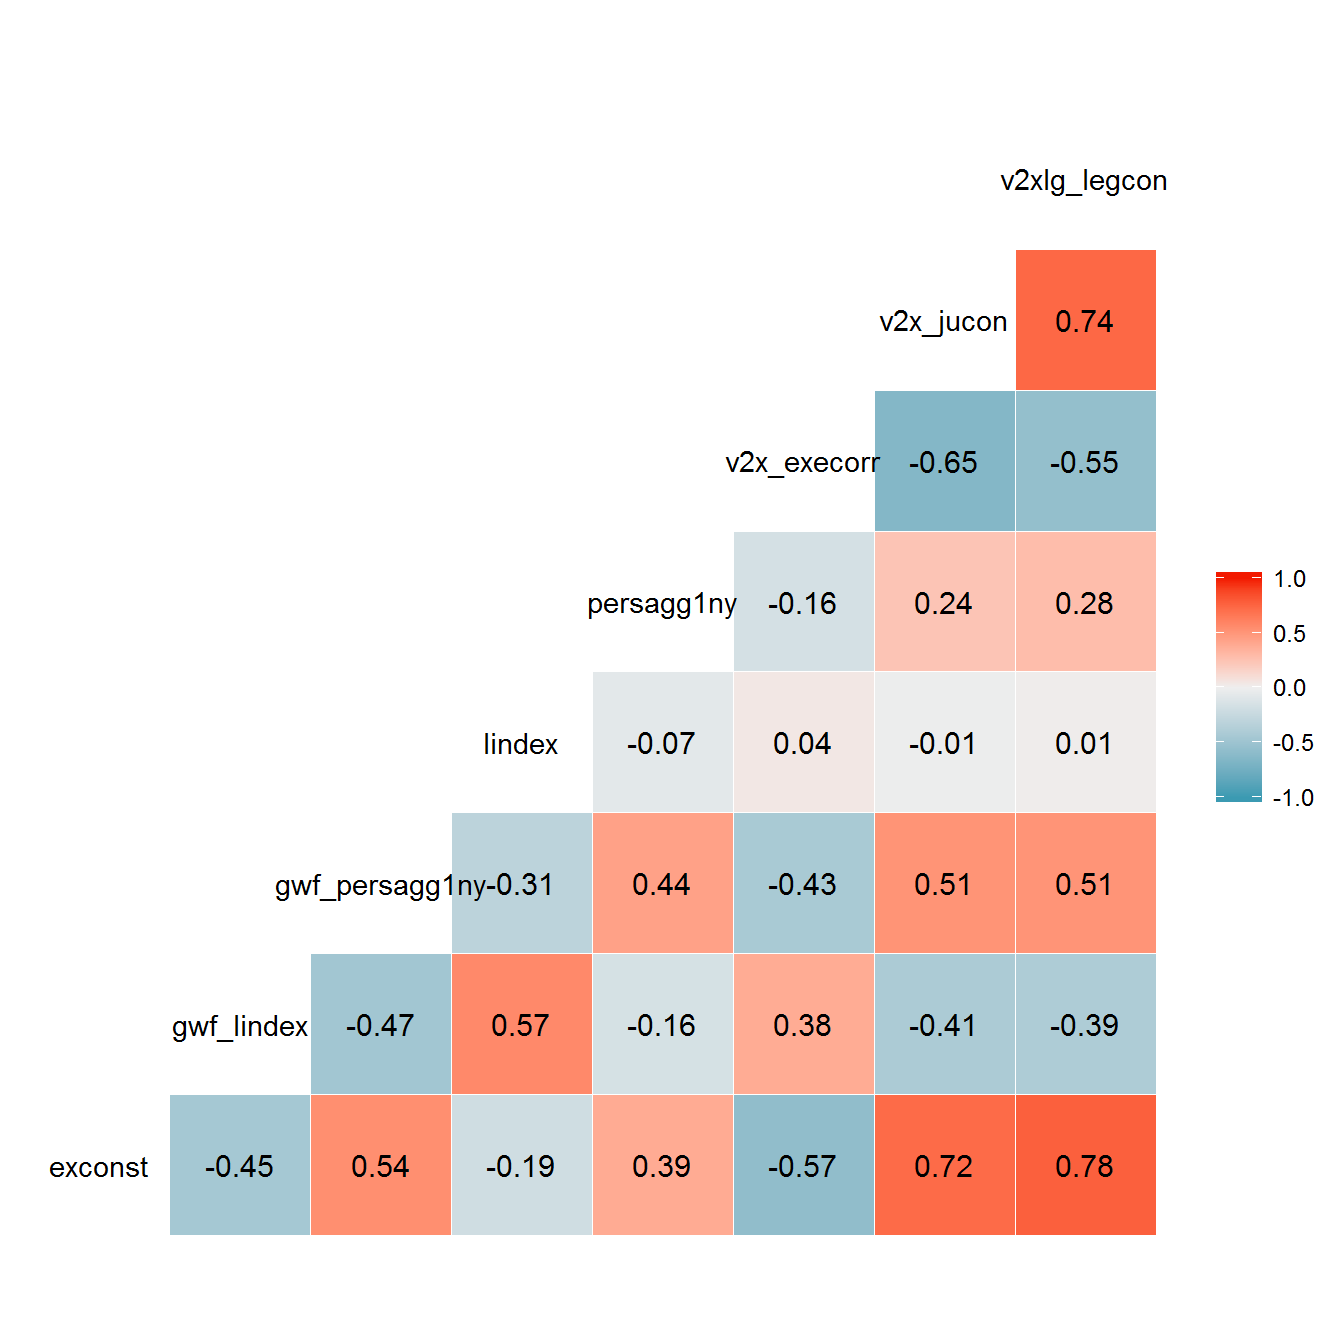 v2xlg_legcon
v2x_jucon 0.74
v2x_execorr -0.65 -0.55
persagg1ny -0.16 0.24 0.28
lindex -0.07 0.04 -0.01 0.01
gwf_persagg1ny -0.31 0.44 -0.43 0.51 0.51
gwf_lindex -0.47 0.57 -0.16 0.38 -0.41 -0.39
exconst -0.45 0.54 -0.19 0.39 -0.57 0.72 0.78
1.0
0.5
0.0
-0.5
-1.0